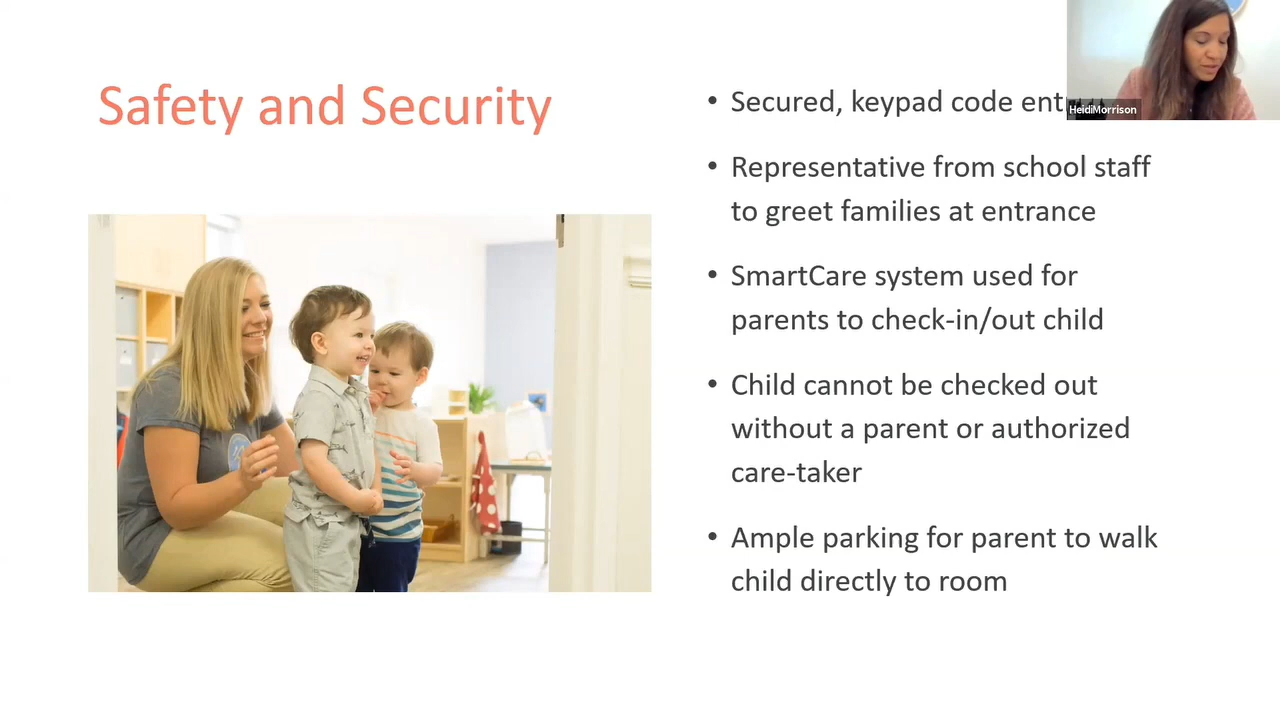 Safety and Security
• Secured, keypad code
• Representative from school staff
to greet families at entrance
• SmartCare system used for
parents to check-in/out child
• Child cannot be checked out
without a parent or authorized
care-taker
• Ample parking for parent to walk
child directly to room
HeidiMorrison